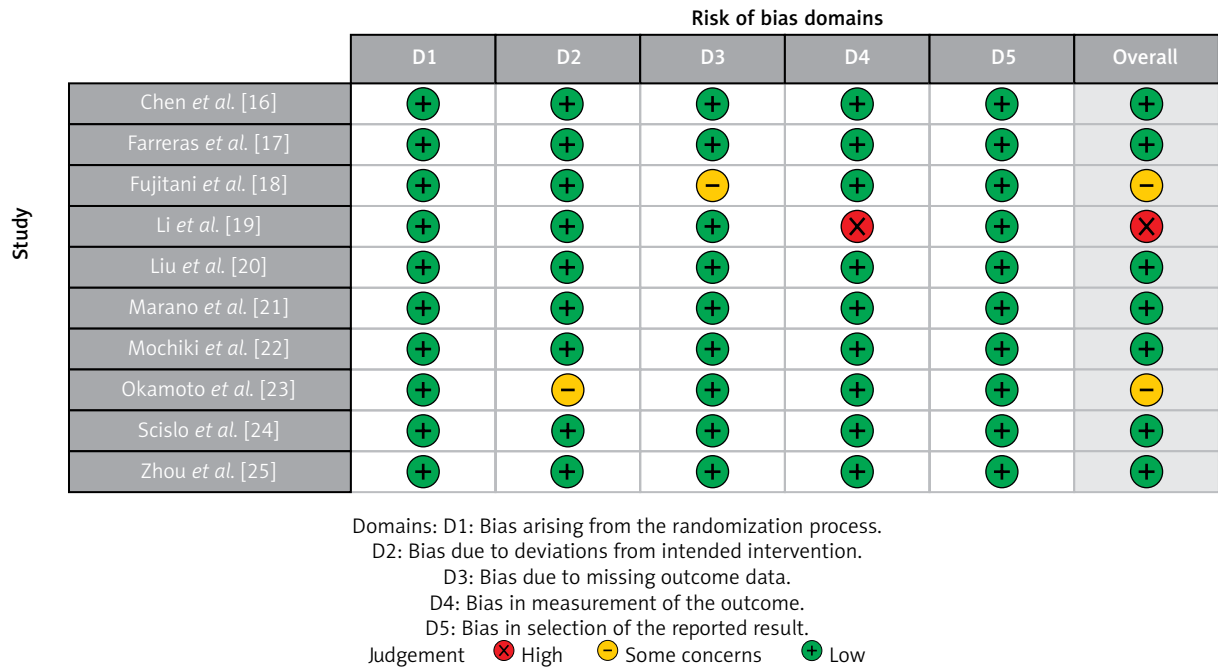 Risk of bias domains
D1 D2 D3 D4 D5 Overall
Study
Chen et al. [16] + + + + + +
Farreras et al. [17] + + + + + +
Fujitani et al. [18] + + − + + −
Li et al. [19] + + + X + X
Liu et al. [20] + + + + + +
Marano et al. [21] + + + + + +
Mochiki et al. [22] + + + + + +
Okamoto et al. [23] + − + + + −
Scislo et al. [24] + + + + + +
Zhou et al. [25] + + + + + +
Domains: D1: Bias arising from the randomization process.
D2: Bias due to deviations from intended intervention.
D3: Bias due to missing outcome data.
D4: Bias in measurement of the outcome.
D5: Bias in selection of the reported result.
Judgement X High − Some concerns + Low